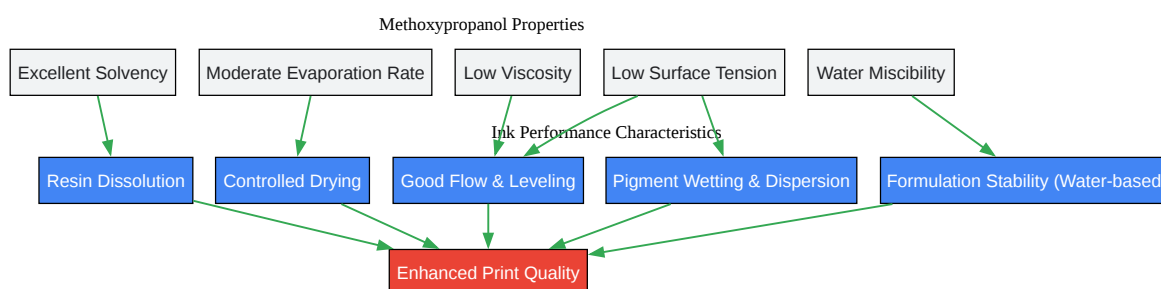 Methoxypropanol Properties
Excellent Solvency
Moderate Evaporation Rate
Low Viscosity
Low Surface Tension
Water Miscibility
Ink Performance Characteristics
Resin Dissolution
Controlled Drying
Good Flow & Leveling
Pigment Wetting & Dispersion
Formulation Stability (Water-based
Enhanced Print Quality